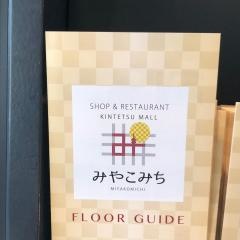 SHOP & RESTAURANT
KINTETSU MALL
みやこみち
MIYAKOMICHI
FLOOR GUIDE